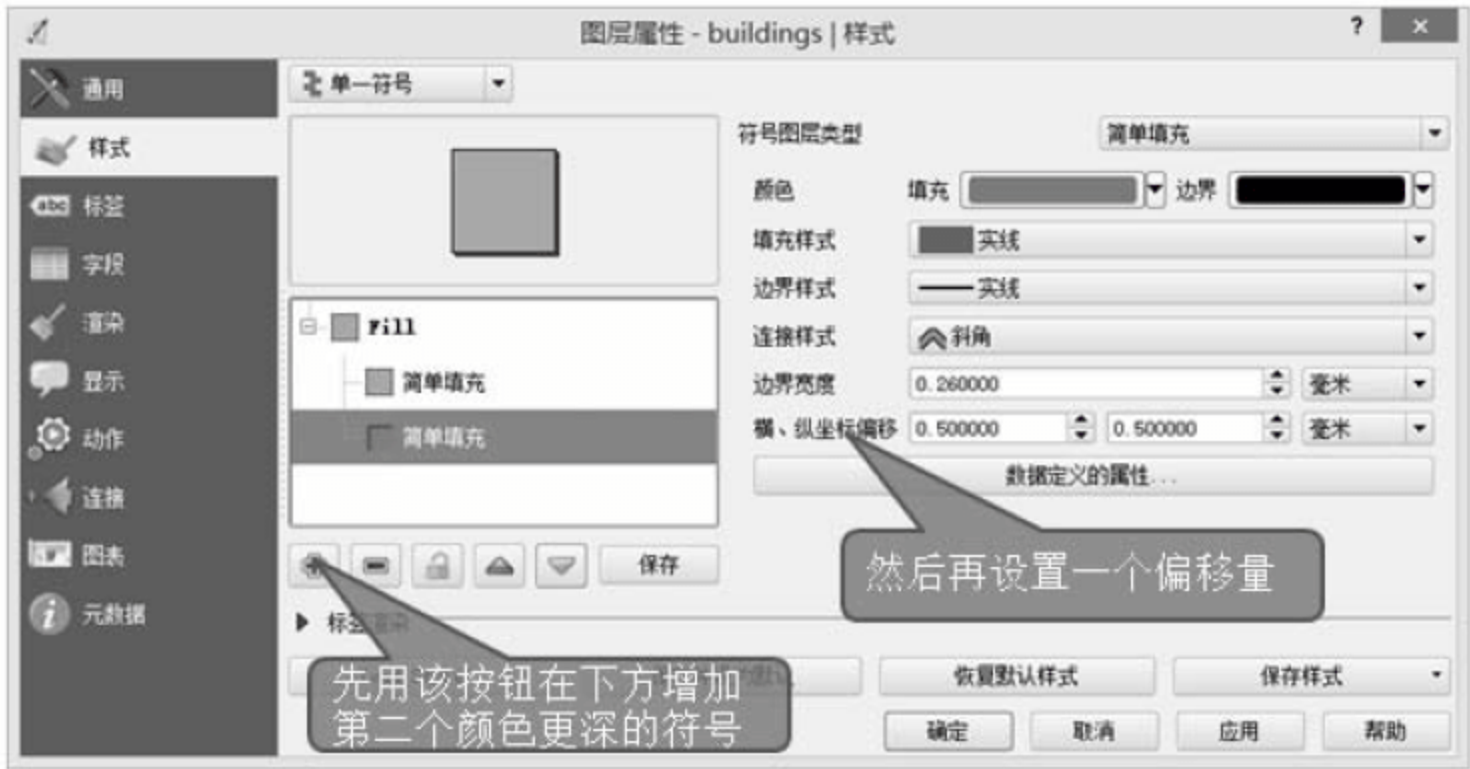 图层属性 - buildings | 样式
?
通用
样式
abc 标签
字段
渲染
显示
动作
连接
图表
元数据
单一符号
Fill
简单填充
简单填充
保存
符号图层类型 简单填充
颜色 填充 边界
填充样式 实线
边界样式 实线
连接样式 斜角
边界宽度 0.260000 毫米
横、纵坐标偏移 0.500000 0.500000 毫米
数据定义的属性...
然后再设置一个偏移量
标签渲染
先用该按钮在下方增加
第二个颜色更深的符号
恢复默认样式
保存样式
确定
取消
应用
帮助